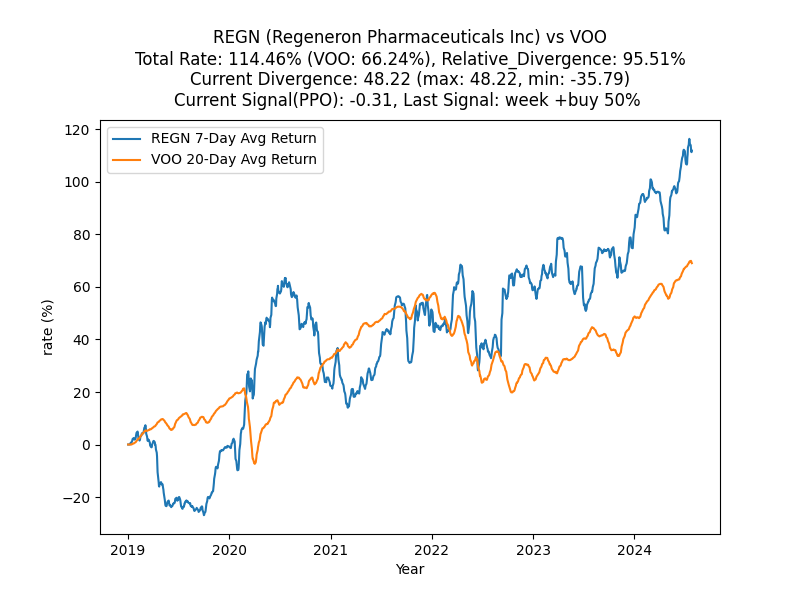 REGN (Regeneron Pharmaceuticals Inc) vs VOO
Total Rate: 114.46% (VOO: 66.24%), Relative_Divergence: 95.51%
Current Divergence: 48.22 (max: 48.22, min: -35.79)
Current Signal(PPO): -0.31, Last Signal: week +buy 50%
REGN 7-Day Avg Return
VOO 20-Day Avg Return
120
100
80
60
40
20
0
−20
rate (%)
2019 2020 2021 2022 2023 2024
Year